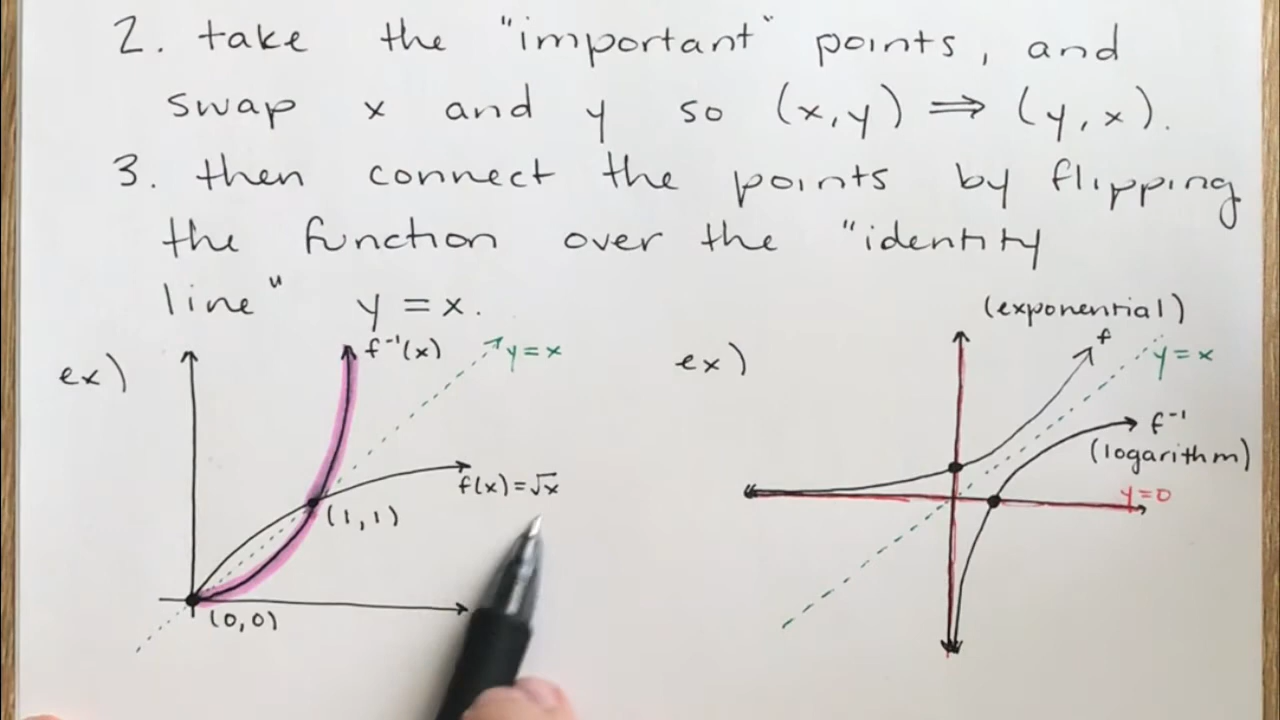 2. take the "important" points, and
swap x and y so (x,y) ⇒ (y,x).
3. then connect the points by flipping
the function over the "identity
line" y = x.
ex)
f⁻¹(x)
y=x
f(x)=√x
(1,1)
(0,0)
ex)
(exponential)
f
y=x
f⁻¹
(logarithm)
y=0